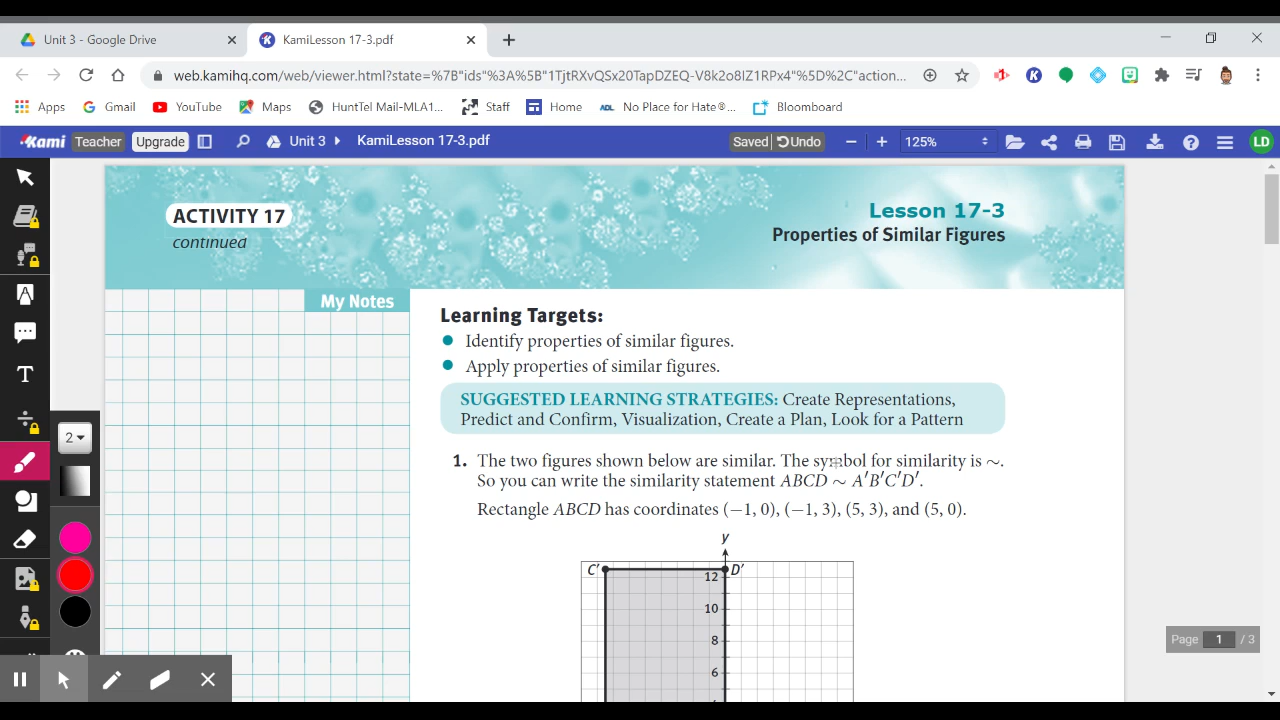 Unit 3 - Google Drive
KamiLesson 17-3.pdf
web.kamihq.com/web/viewer.html?state=%7B"ids"%3A%5B"1TjtRXvQSx20TapDZEQ-V8k2o8IZ1RPx4"%5D%2C"action...
Apps Gmail YouTube Maps HuntTel Mail-MLA1... Staff Home ADL No Place for Hate®... Bloomboard
Kami Teacher Upgrade Unit 3 KamiLesson 17-3.pdf Saved Undo 125% LD
ACTIVITY 17
continued
Lesson 17-3
Properties of Similar Figures
My Notes
Learning Targets:
● Identify properties of similar figures.
● Apply properties of similar figures.
SUGGESTED LEARNING STRATEGIES: Create Representations,
Predict and Confirm, Visualization, Create a Plan, Look for a Pattern
1. The two figures shown below are similar. The symbol for similarity is ~.
So you can write the similarity statement ABCD ~ A′B′C′D′.
Rectangle ABCD has coordinates (−1, 0), (−1, 3), (5, 3), and (5, 0).
y
C′ D′
12
10
8
6
2
Page 1 / 3